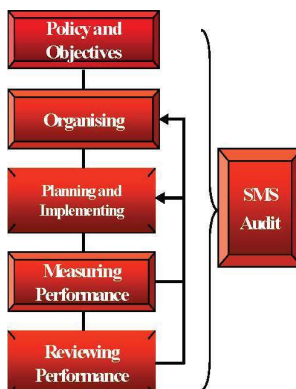 Policy and
Objectives
Organising
Planning and
Implementing
Measuring
Performance
Reviewing
Performance
SMS
Audit